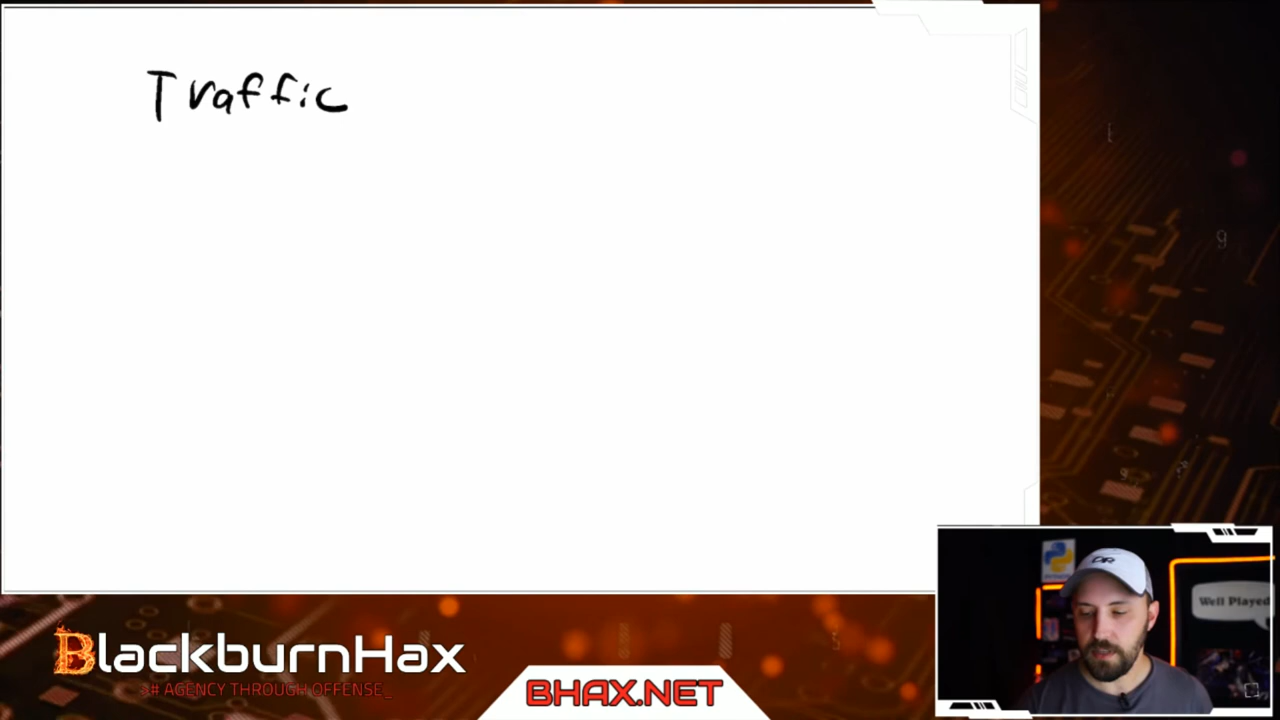 Traffic
Well Played
BlackburnHax
># AGENCY THROUGH OFFENSE_
BHAX.NET